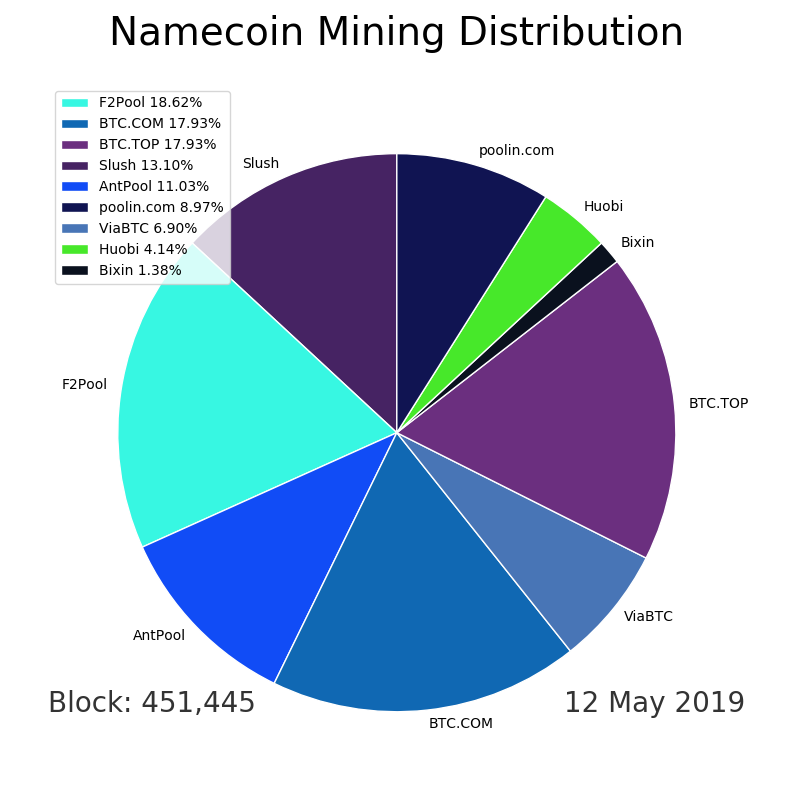 Namecoin Mining Distribution
F2Pool 18.62%
BTC.COM 17.93%
BTC.TOP 17.93%
Slush 13.10%
AntPool 11.03%
poolin.com 8.97%
ViaBTC 6.90%
Huobi 4.14%
Bixin 1.38%
poolin.com
Slush
Huobi
Bixin
F2Pool
BTC.TOP
ViaBTC
AntPool
BTC.COM
Block: 451,445
12 May 2019